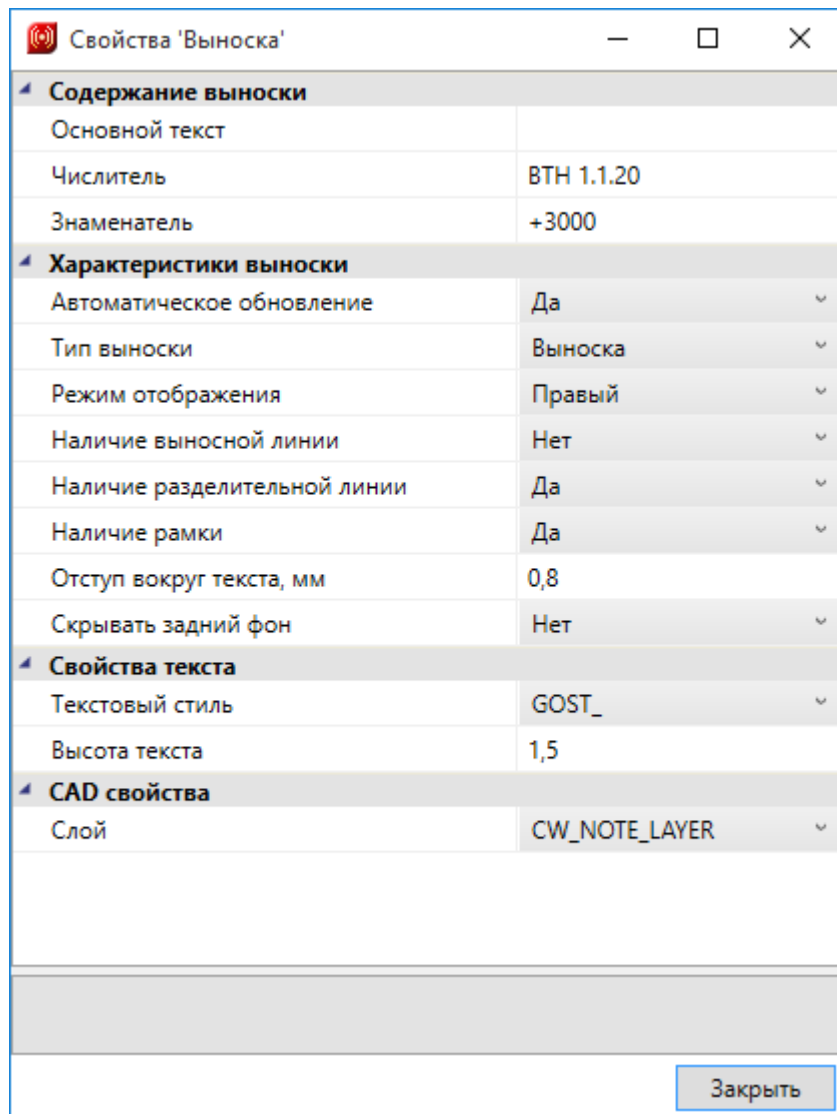 Свойства 'Выноска'
Содержание выноски
Основной текст
Числитель BTH 1.1.20
Знаменатель +3000
Характеристики выноски
Автоматическое обновление Да
Тип выноски Выноска
Режим отображения Правый
Наличие выносной линии Нет
Наличие разделительной линии Да
Наличие рамки Да
Отступ вокруг текста, мм 0,8
Скрывать задний фон Нет
Свойства текста
Текстовый стиль GOST_
Высота текста 1,5
CAD свойства
Слой CW_NOTE_LAYER
Закрыть